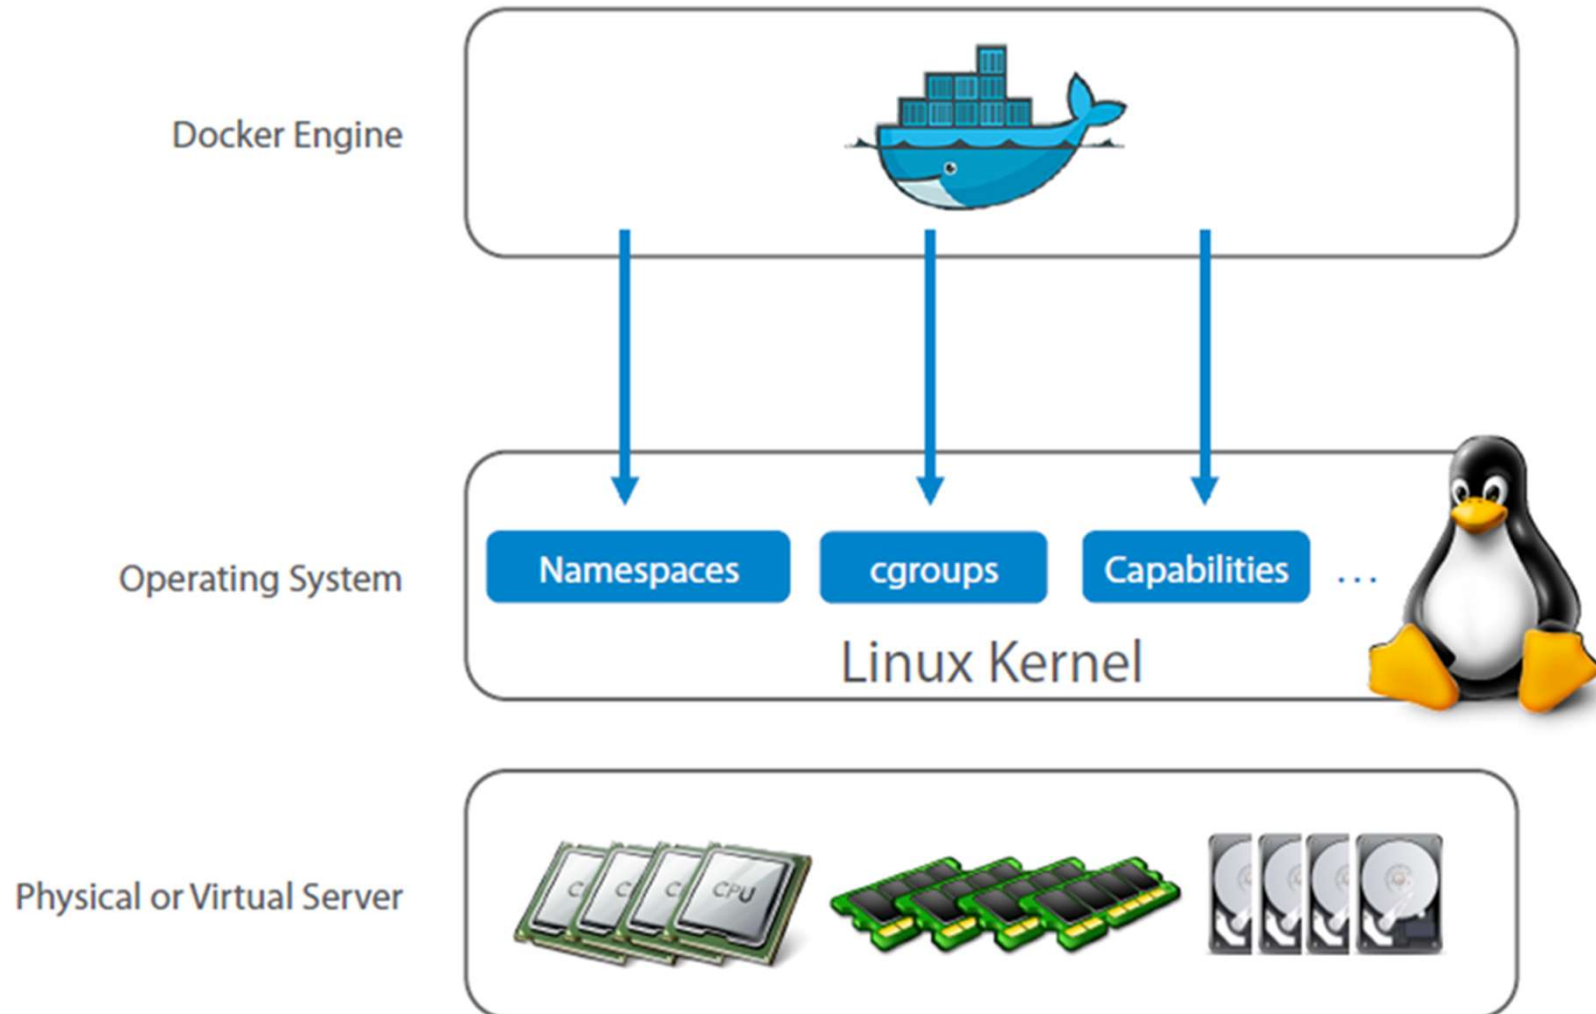 Docker Engine
Operating System
Namespaces
cgroups
Capabilities
...
Linux Kernel
Physical or Virtual Server
C
C
C
CPU